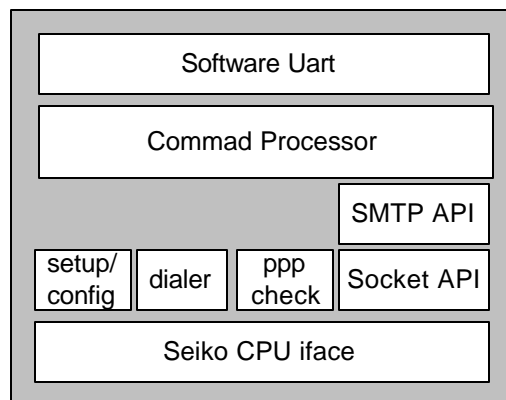 Software Uart
Commad Processor
SMTP API
setup/
config
dialer
ppp
check
Socket API
Seiko CPU iface